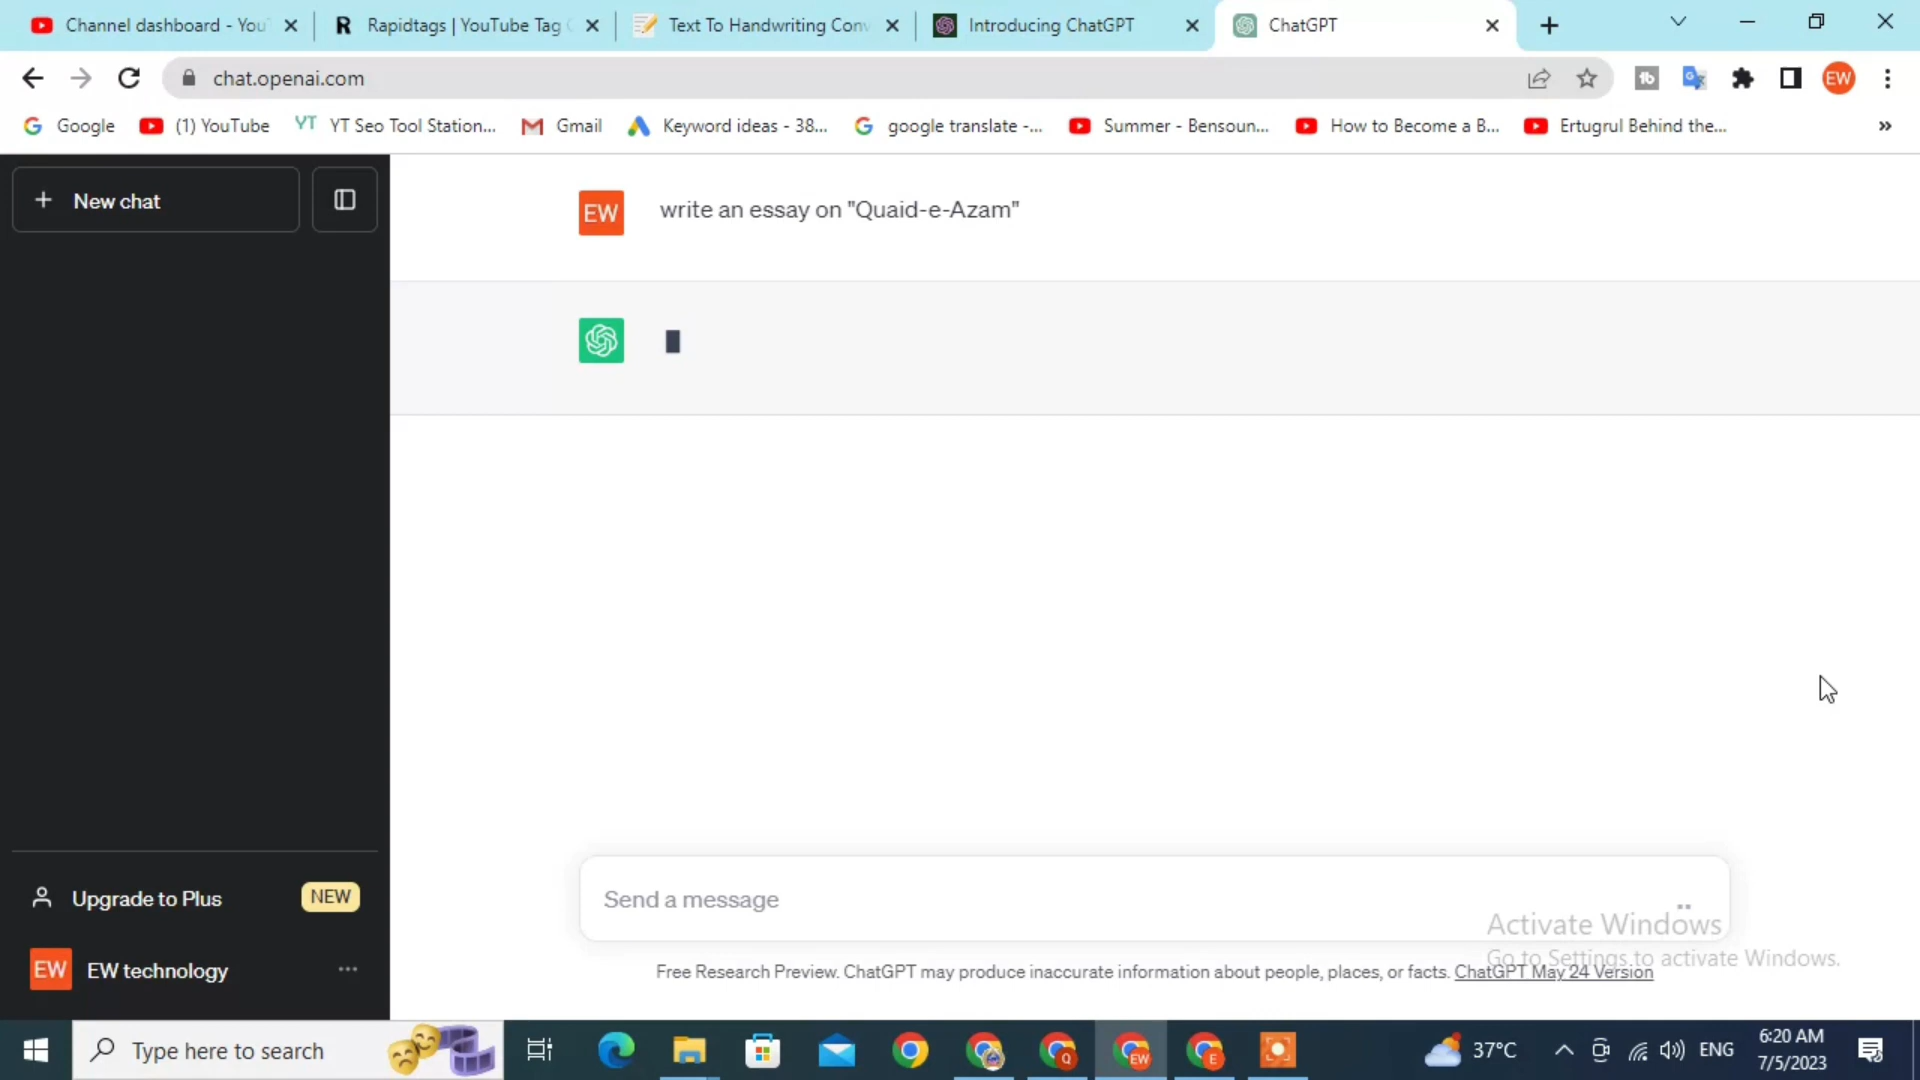 Channel dashboard - You
Rapidtags | YouTube Tag
Text To Handwriting Conv
Introducing ChatGPT
ChatGPT
chat.openai.com
EW
Google
(1) YouTube
YT YT Seo Tool Station...
Gmail
Keyword ideas - 38...
google translate -...
Summer - Bensoun...
How to Become a B...
Ertugrul Behind the...
New chat
EW write an essay on "Quaid-e-Azam"
Upgrade to Plus NEW
EW EW technology
Send a message
Activate Windows
Go to Settings to activate Windows.
Free Research Preview. ChatGPT may produce inaccurate information about people, places, or facts. ChatGPT May 24 Version
Type here to search
37°C
ENG
6:20 AM
7/5/2023